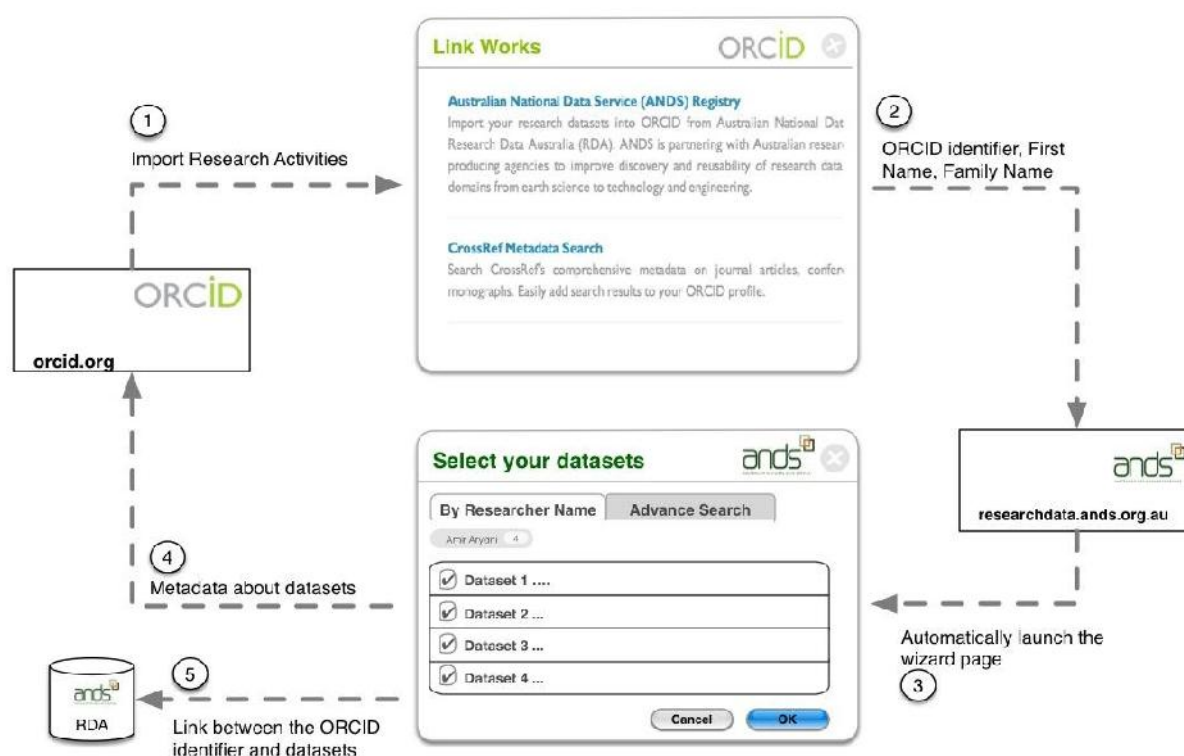 Link Works
ORCID
Australian National Data Service (ANDS) Registry
Import your research datasets into ORCID from Australian National Dat
Research Data Australia (RDA). ANDS is partnering with Australian resear
producing agencies to improve discovery and reusability of research data
domains from earth science to technology and engineering.
CrossRef Metadata Search
Search CrossRef's comprehensive metadata on journal articles, confer
monographs. Easily add search results to your ORCID profile.
1
Import Research Activities
2
ORCID identifier, First
Name, Family Name
ORCID
orcid.org
ands
researchdata.ands.org.au
Select your datasets
ands
By Researcher Name
Advance Search
Amir Aryani 4
Dataset 1 ....
Dataset 2 ...
Dataset 3 ...
Dataset 4 ...
Cancel
OK
Automatically launch the
wizard page
3
4
Metadata about datasets
5
Link between the ORCID
identifier and datasets
ands
RDA